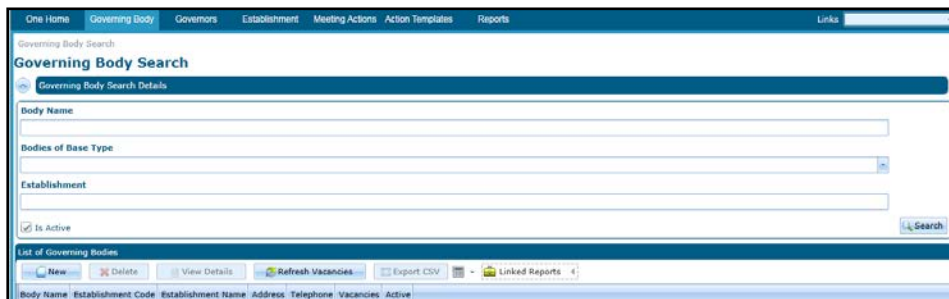 One Home Governing Body Governors Establishment Meeting Actions Action Templates Reports Links
Governing Body Search
Governing Body Search
Governing Body Search Details
Body Name
Bodies of Base Type
Establishment
Is Active Search
List of Governing Bodies
New Delete View Details Refresh Vacancies Export CSV Linked Reports
Body Name Establishment Code Establishment Name Address Telephone Vacancies Active